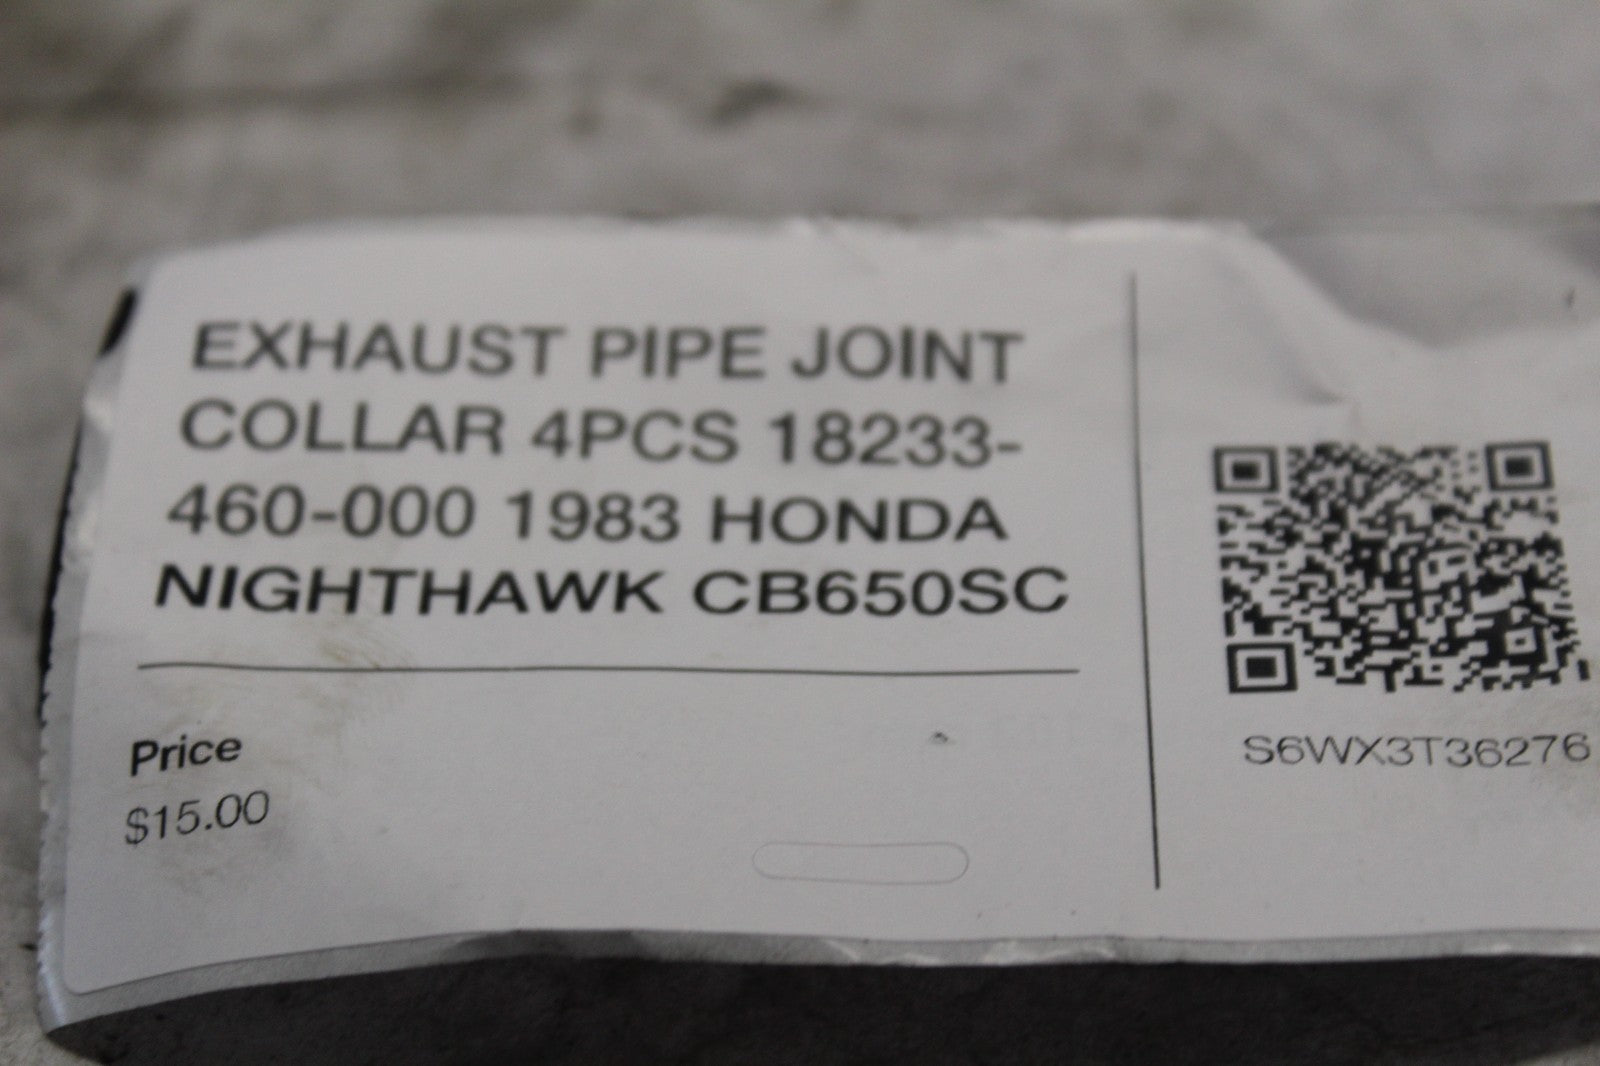 EXHAUST PIPE JOINT
COLLAR 4PCS 18233-
460-000 1983 HONDA
NIGHTHAWK CB650SC
Price
$15.00
S6WX3T36276